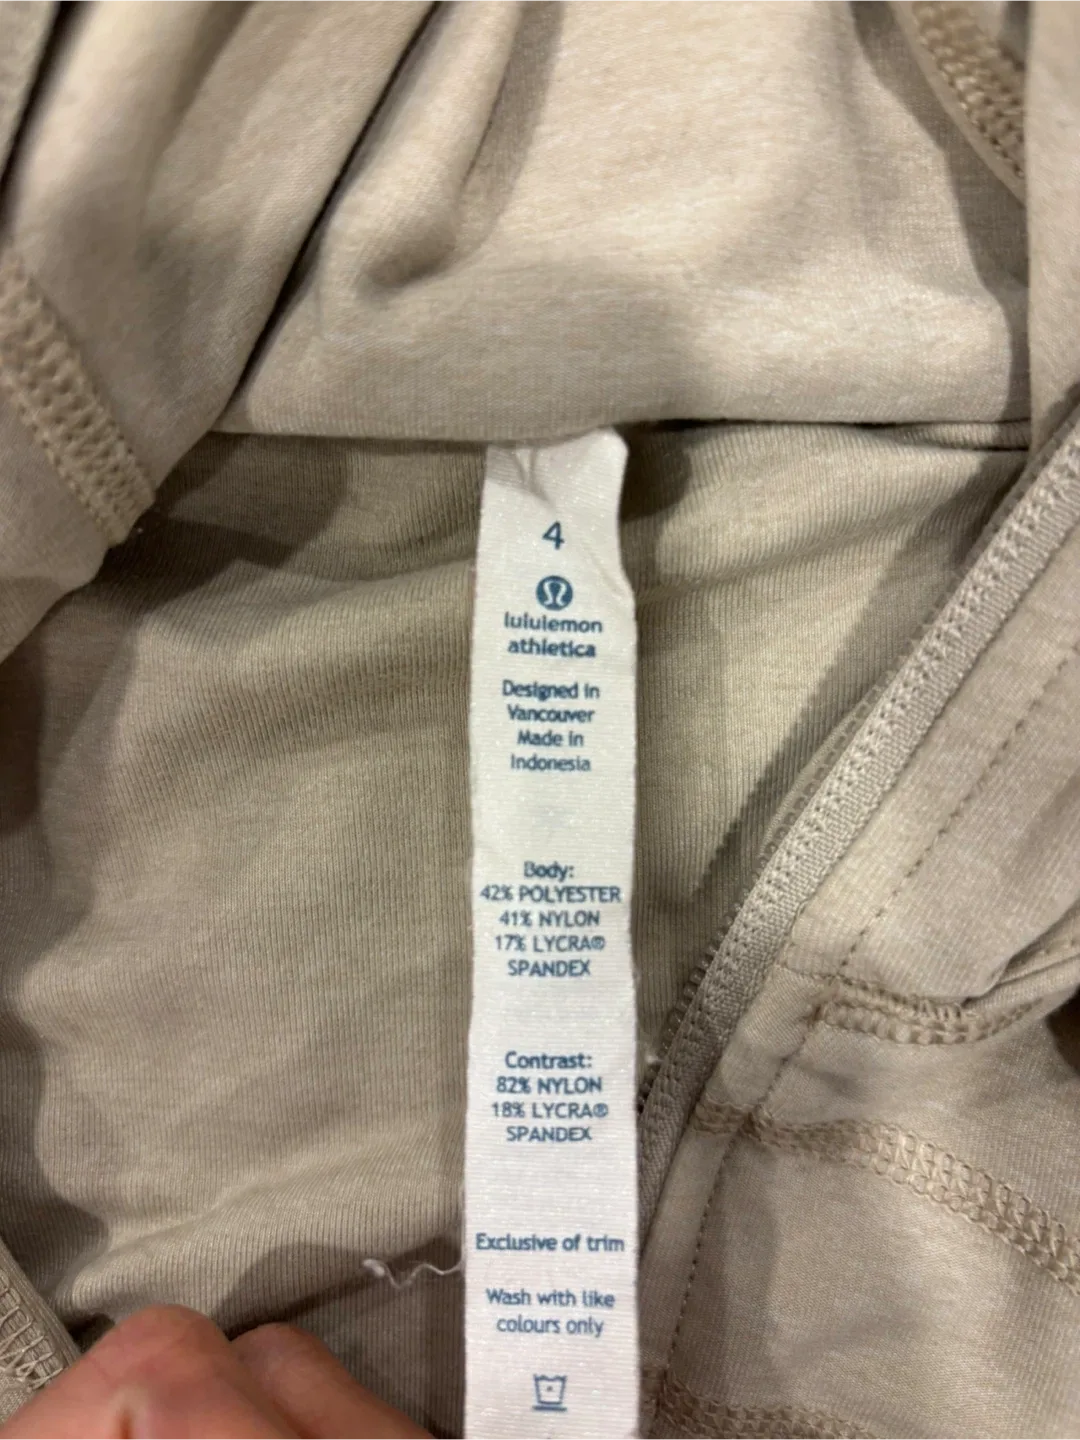 4
lululemon
athletica
Designed in
Vancouver
Made in
Indonesia
Body:
42% POLYESTER
41% NYLON
17% LYCRA®
SPANDEX
Contrast:
82% NYLON
18% LYCRA®
SPANDEX
Exclusive of trim
Wash with like
colours only